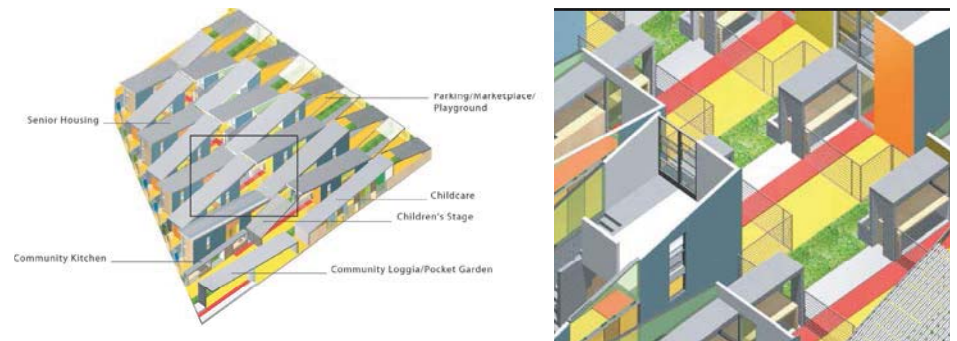 Parking/Marketplace/
Playground
Senior Housing
Childcare
Children's Stage
Community Kitchen
Community Loggia/Pocket Garden